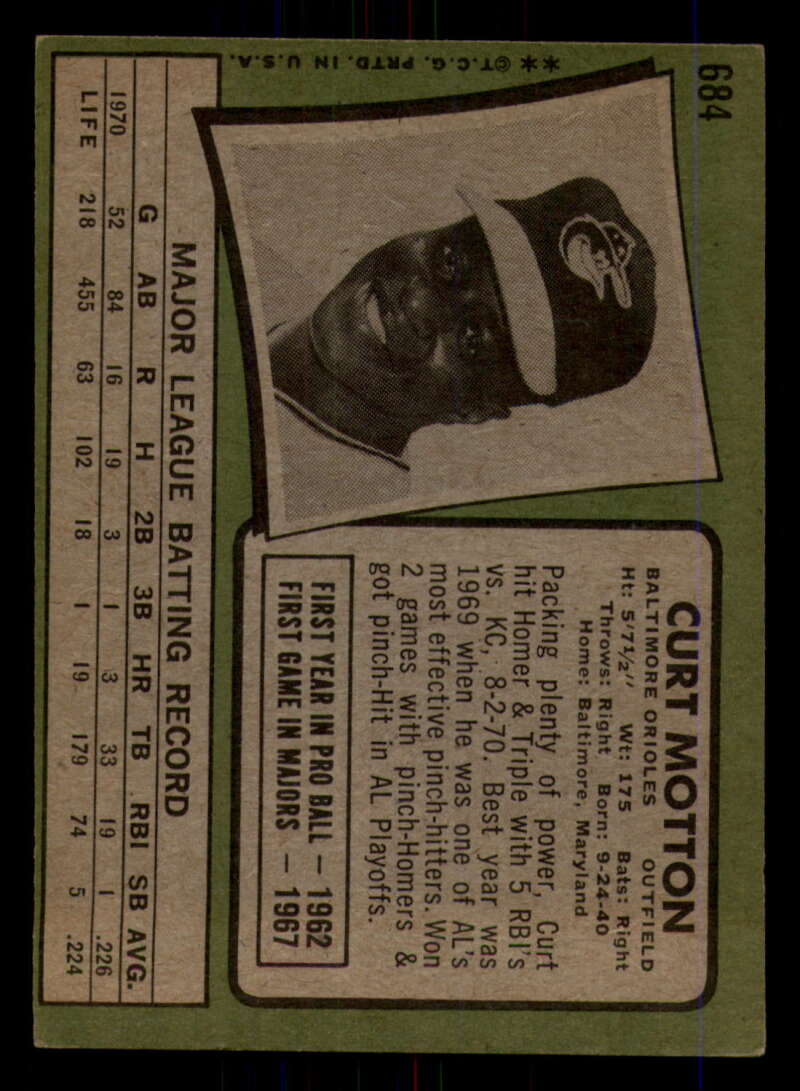 684
**©T.C.G. PRTD. IN U.S.A.
CURT MOTTON
BALTIMORE ORIOLES OUTFIELD
Ht: 5'7½" Wt: 175 Bats: Right
Throws: Right Born: 9-24-40
Home: Baltimore, Maryland
Packing plenty of power, Curt
hit Homer & Triple with 5 RBI's
vs. KC, 8-2-70. Best year was
1969 when he was one of AL's
most effective pinch-hitters. Won
2 games with pinch-Homers &
got pinch-Hit in AL Playoffs.
FIRST YEAR IN PRO BALL — 1962
FIRST GAME IN MAJORS — 1967
MAJOR LEAGUE BATTING RECORD
G AB R H 2B 3B HR TB RBI SB AVG.
1970 52 84 16 19 3 1 3 33 19 1 .226
LIFE 218 455 63 102 18 1 19 179 74 5 .224